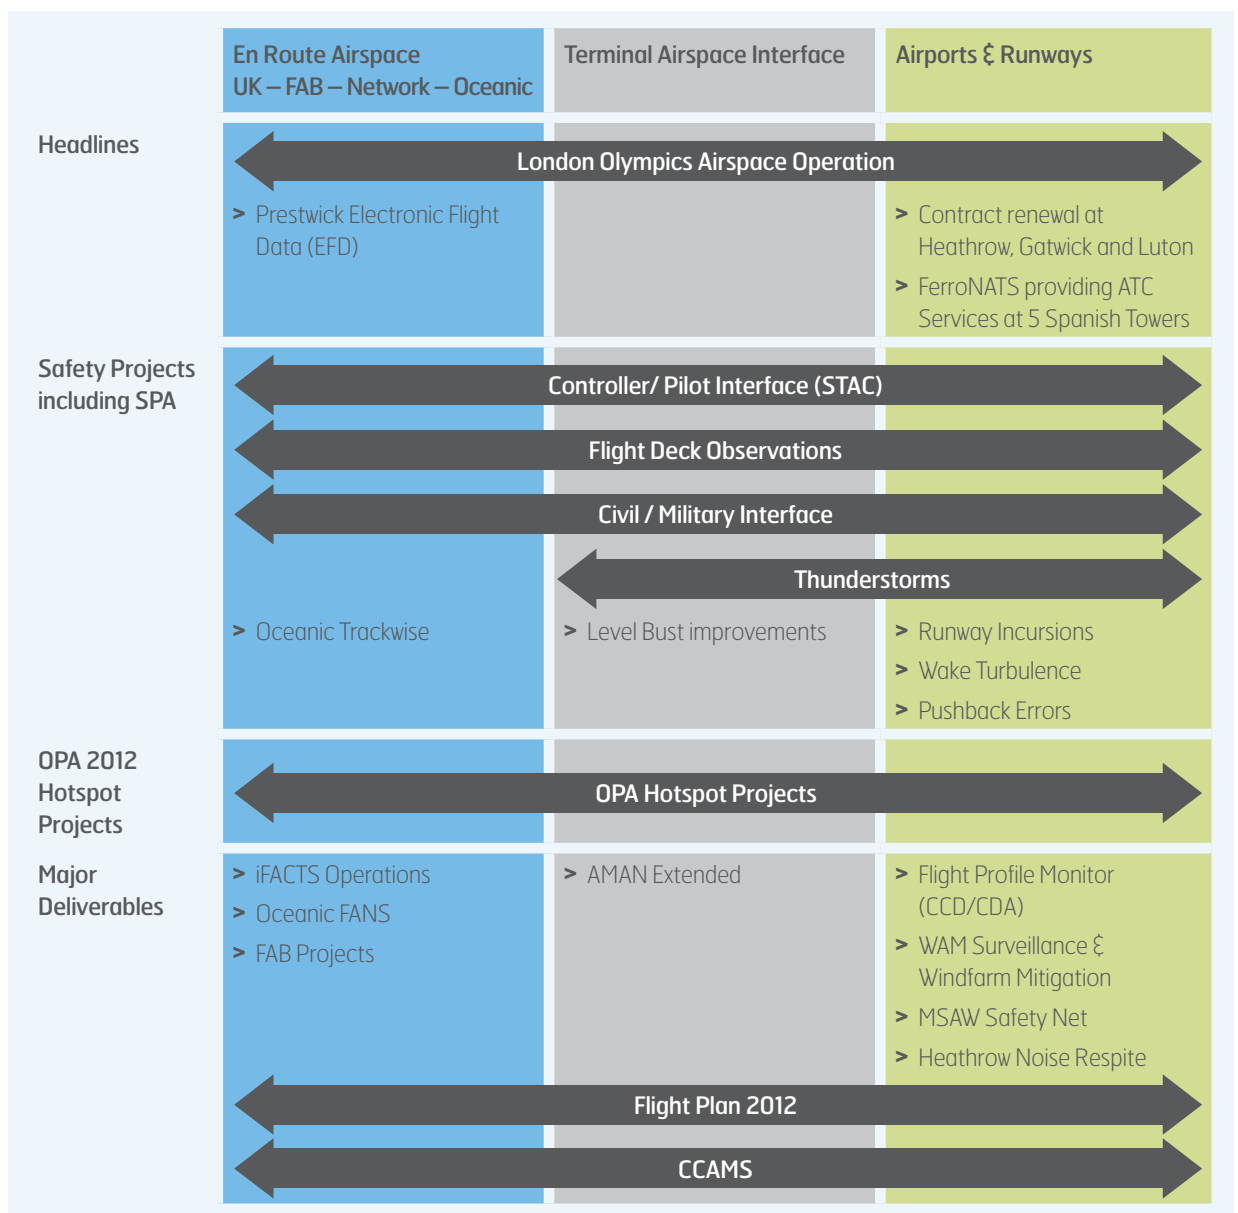 En Route Airspace
UK – FAB – Network – Oceanic
Terminal Airspace Interface
Airports & Runways
Headlines
London Olympics Airspace Operation
> Prestwick Electronic Flight
Data (EFD)
> Contract renewal at
Heathrow, Gatwick and Luton
> FerroNATS providing ATC
Services at 5 Spanish Towers
Safety Projects
including SPA
Controller/ Pilot Interface (STAC)
Flight Deck Observations
Civil / Military Interface
Thunderstorms
> Oceanic Trackwise
> Level Bust improvements
> Runway Incursions
> Wake Turbulence
> Pushback Errors
OPA 2012
Hotspot
Projects
OPA Hotspot Projects
Major
Deliverables
> iFACTS Operations
> Oceanic FANS
> FAB Projects
> AMAN Extended
> Flight Profile Monitor
(CCD/CDA)
> WAM Surveillance &
Windfarm Mitigation
> MSAW Safety Net
> Heathrow Noise Respite
Flight Plan 2012
CCAMS